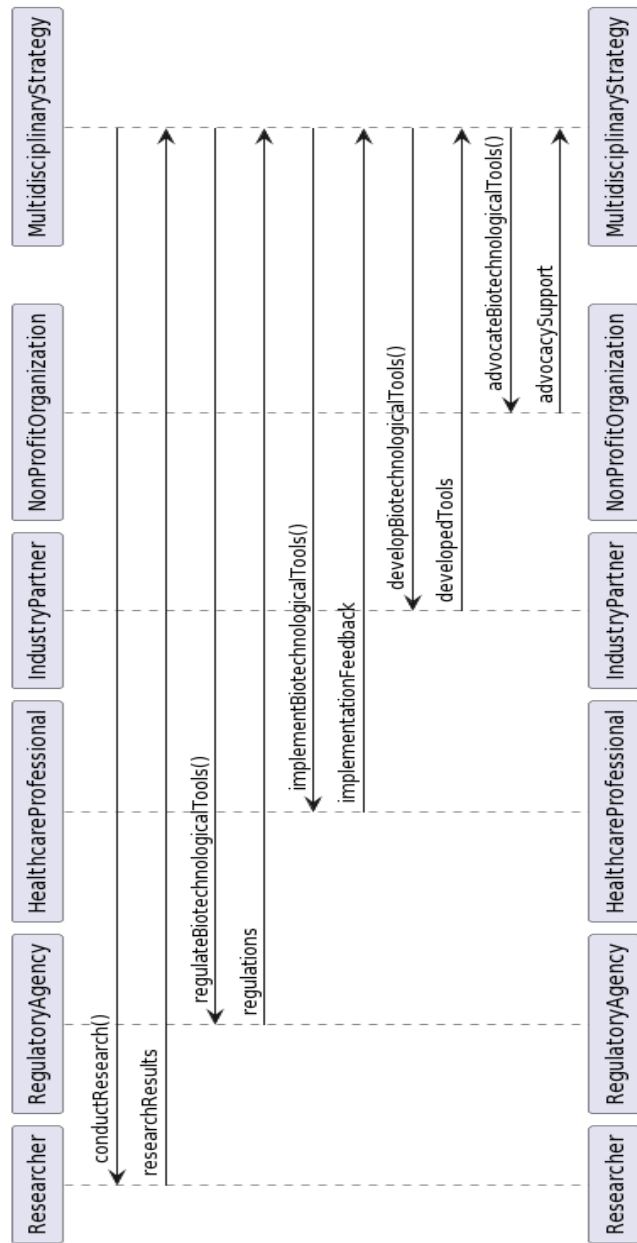 Researcher
RegulatoryAgency
HealthcareProfessional
IndustryPartner
NonProfitOrganization
MultidisciplinaryStrategy
conductResearch()
researchResults
regulateBiotechnologicalTools()
regulations
implementBiotechnologicalTools()
implementationFeedback
developBiotechnologicalTools()
developedTools
advocateBiotechnologicalTools()
advocacySupport
Researcher
RegulatoryAgency
HealthcareProfessional
IndustryPartner
NonProfitOrganization
MultidisciplinaryStrategy